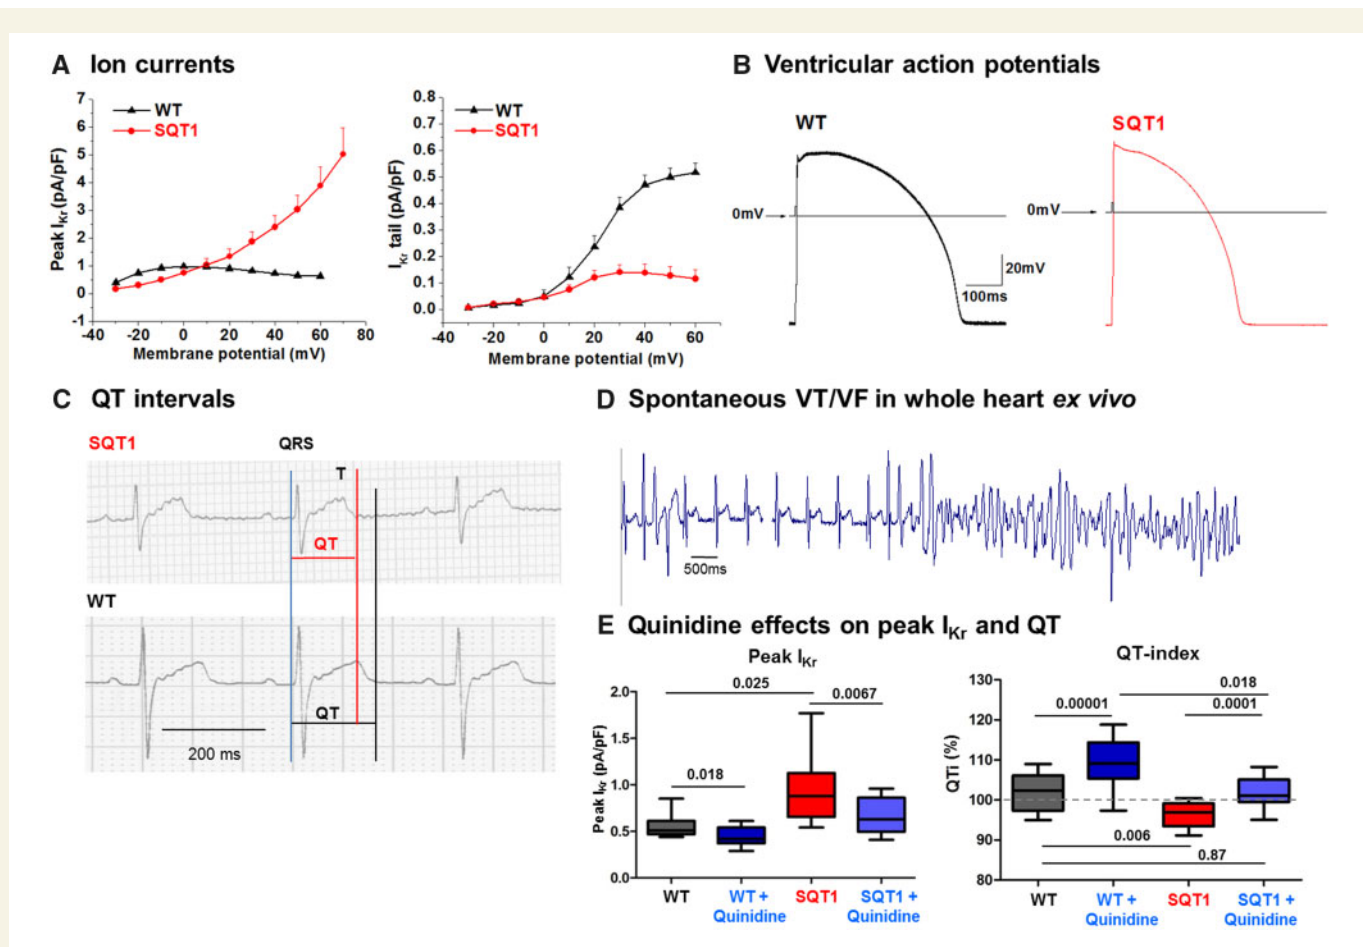 A Ion currents
7
6
5
4
3
2
1
0
-40 -20 0 20 40 60 80
Peak IKr (pA/pF)
Membrane potential (mV)
WT
SQT1
0.8
0.7
0.6
0.5
0.4
0.3
0.2
0.1
0.0
-40 -20 0 20 40 60
IKr tail (pA/pF)
Membrane potential (mV)
WT
SQT1
B Ventricular action potentials
WT
SQT1
0mV
0mV
20mV
100ms
C QT intervals
SQT1
QRS
T
QT
WT
QT
200 ms
D Spontaneous VT/VF in whole heart ex vivo
500ms
E Quinidine effects on peak IKr and QT
Peak IKr
0.025
0.0067
0.018
2.0
1.5
1.0
0.5
0.0
Peak IKr (pA/pF)
WT
WT +
Quinidine
SQT1
SQT1 +
Quinidine
QT-index
0.018
0.00001
0.0001
0.006
0.87
130
120
110
100
90
80
QTi (%)
WT
WT +
Quinidine
SQT1
SQT1 +
Quinidine